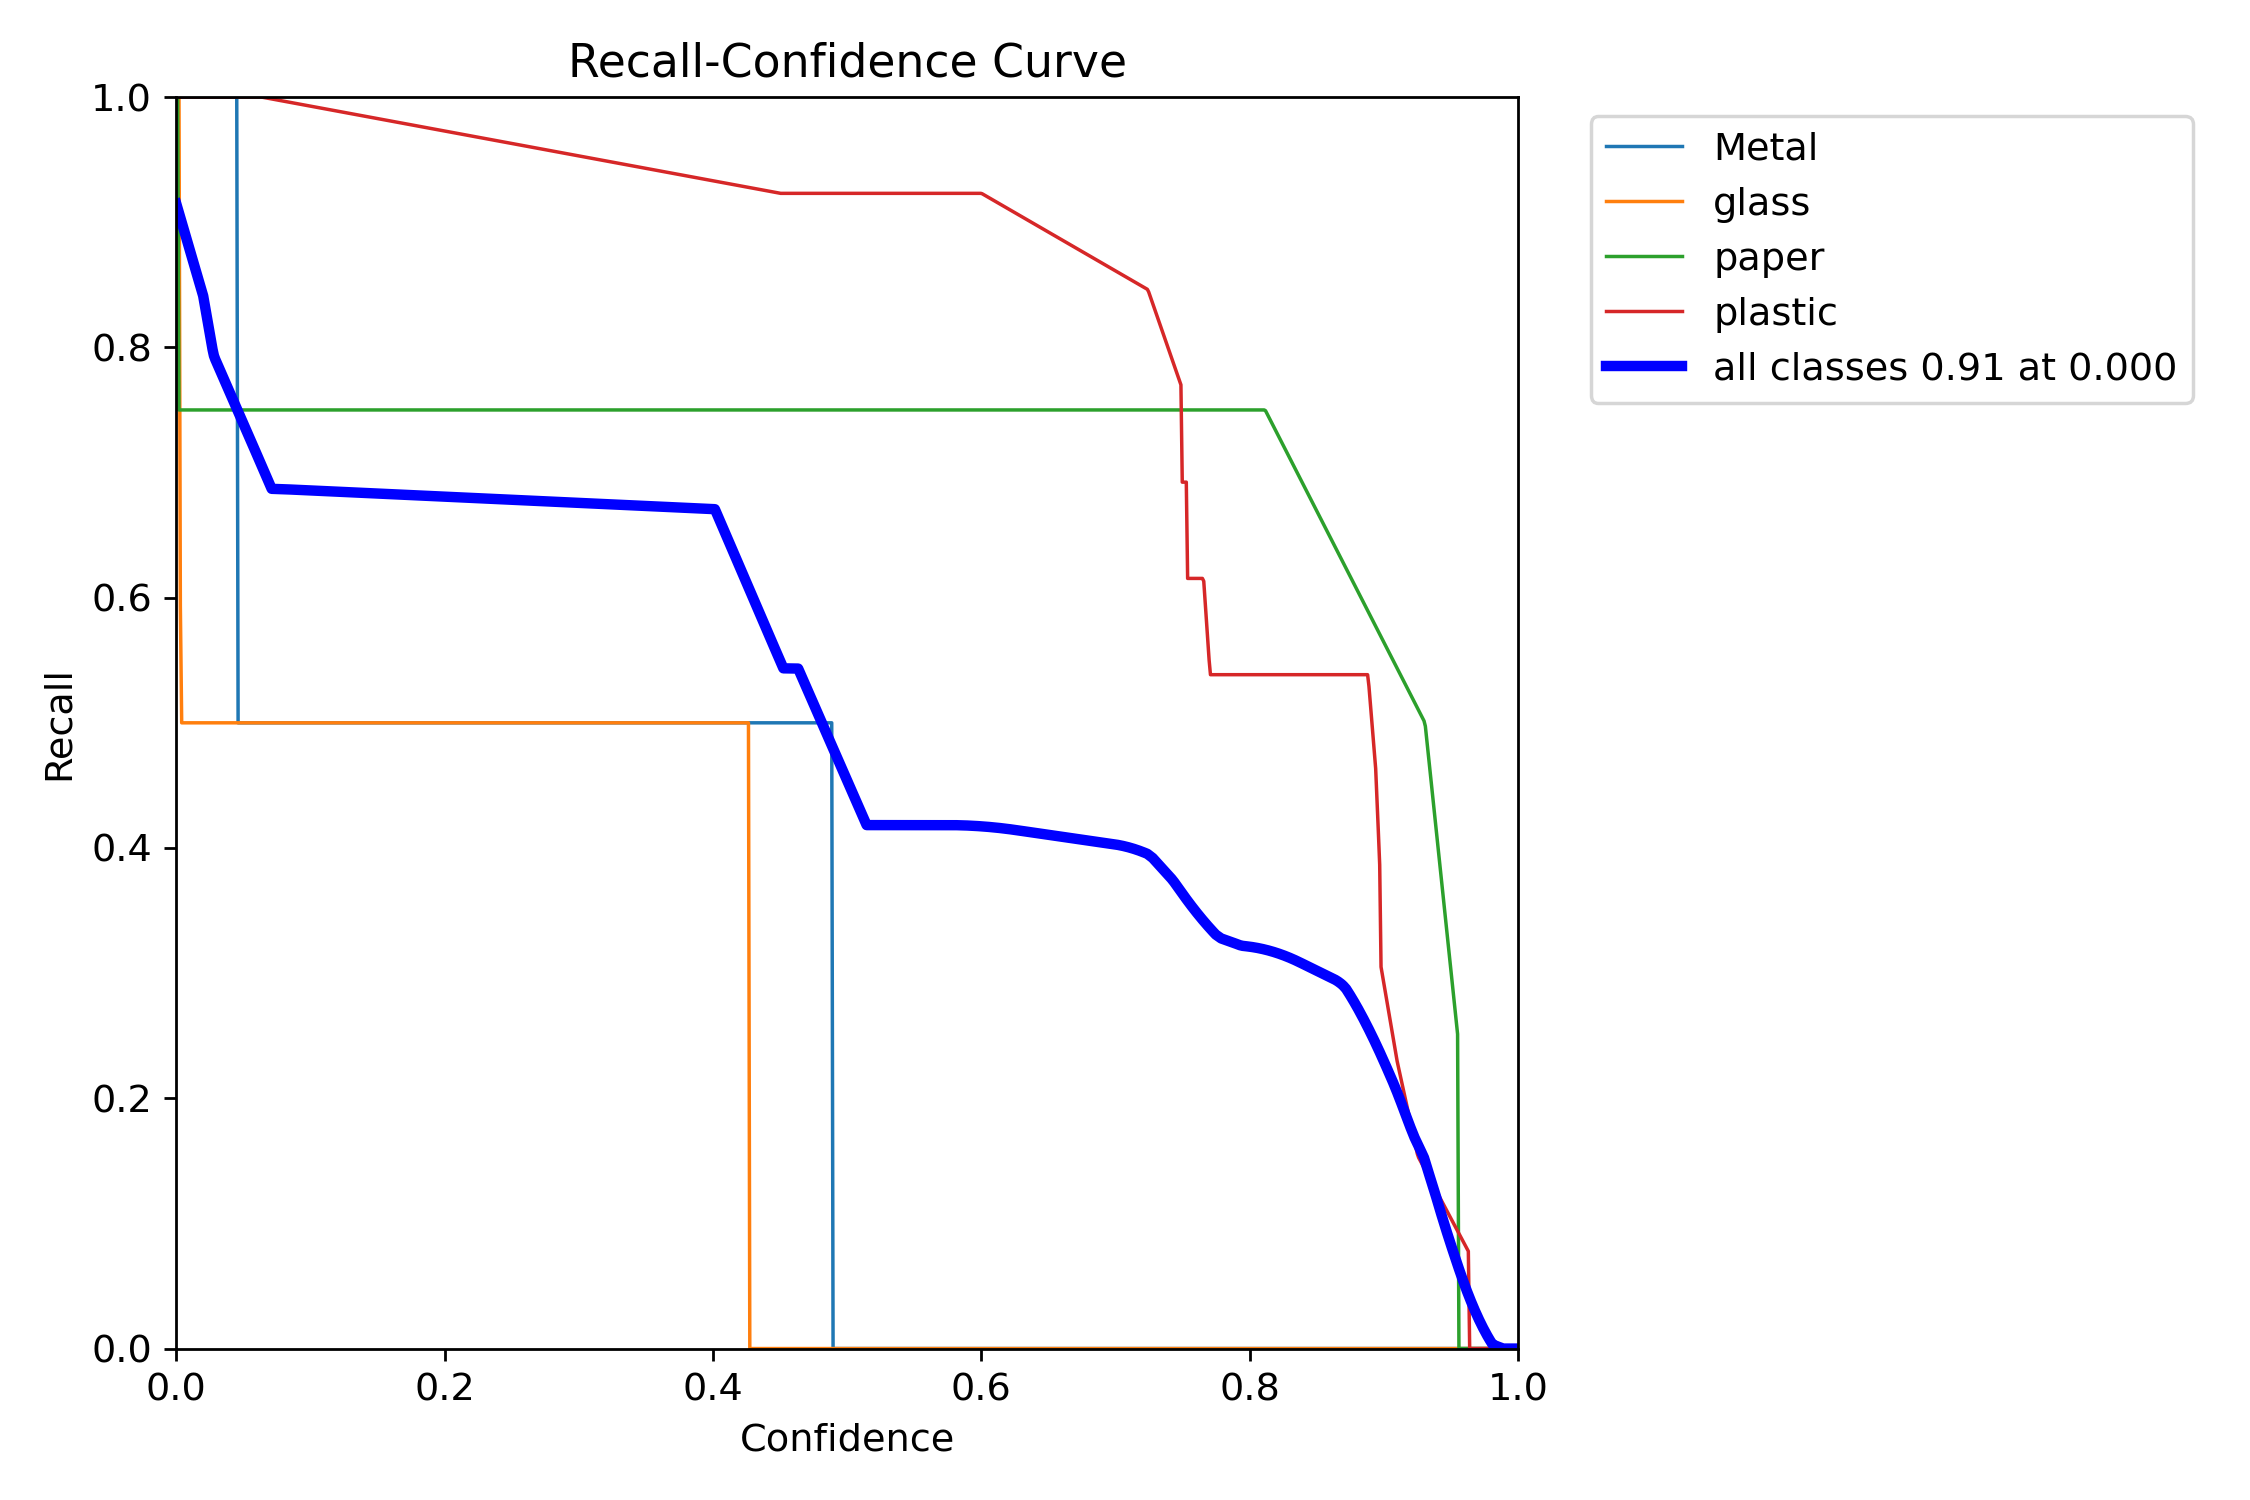 Recall-Confidence Curve
1.0
0.8
0.6
0.4
0.2
0.0
Recall
0.0 0.2 0.4 0.6 0.8 1.0
Confidence
Metal
glass
paper
plastic
all classes 0.91 at 0.000